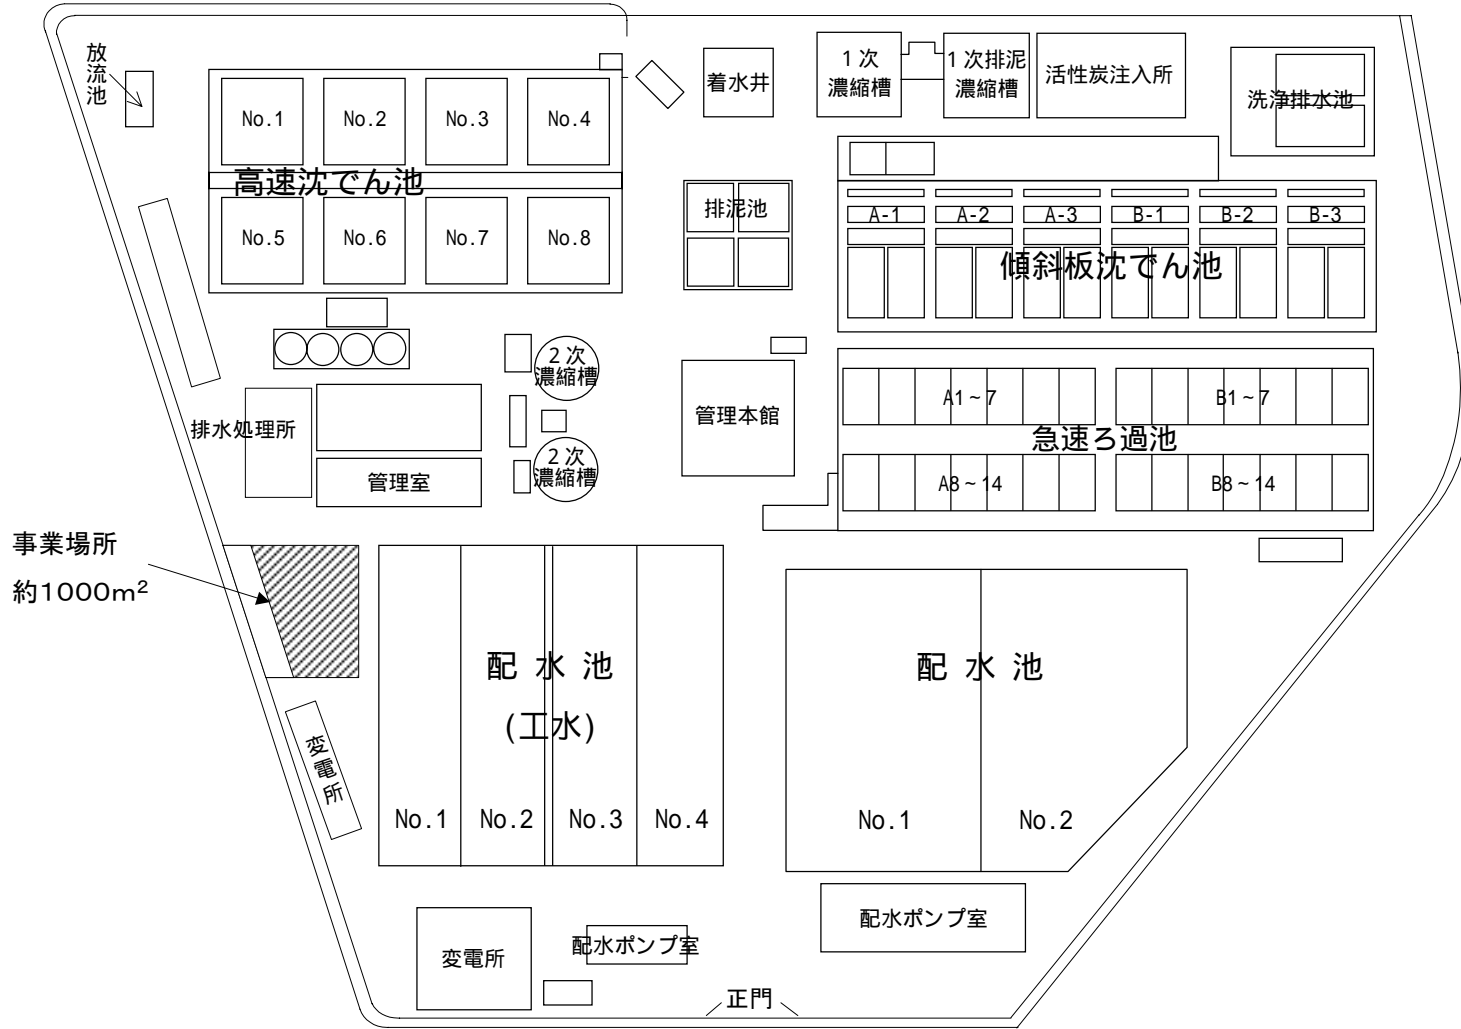 放流池
No.1
No.2
No.3
No.4
高速沈でん池
No.5
No.6
No.7
No.8
着水井
1次
濃縮槽
1次排泥
濃縮槽
活性炭注入所
洗浄排水池
排泥池
A-1
A-2
A-3
B-1
B-2
B-3
傾斜板沈でん池
2次
濃縮槽
2次
濃縮槽
排水処理所
管理室
管理本館
A1~7
B1~7
急速ろ過池
A8~14
B8~14
事業場所
約1000m²
配水池
(工水)
No.1
No.2
No.3
No.4
配水池
No.1
No.2
変電所
変電所
配水ポンプ室
配水ポンプ室
正門